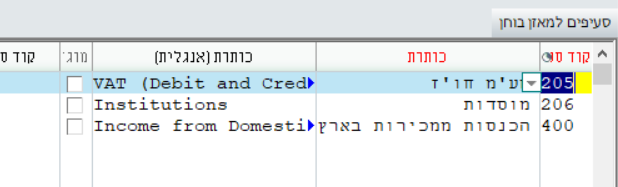 סעיפים למאזן בוחן
קוד סע כותרת כותרת (אנגלית) מוג' קוד ס
205 ע'מ חו'ז VAT (Debit and Cred
206 מוסדות Institutions
400 הכנסות ממכירות בארץ Income from Domesti